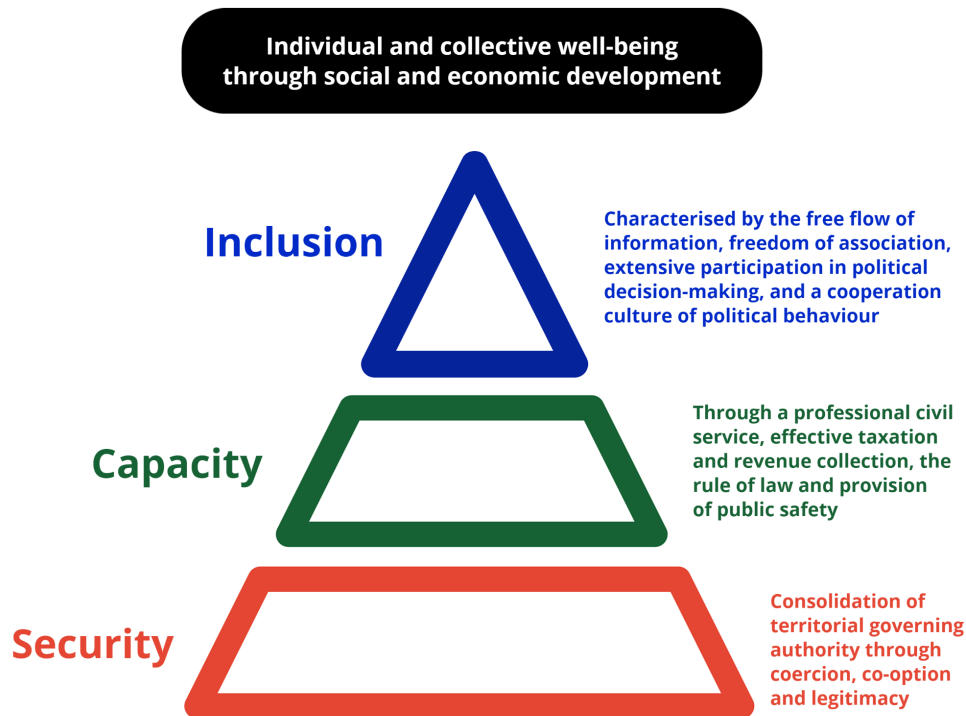 Individual and collective well-being
through social and economic development
Inclusion
Characterised by the free flow of
information, freedom of association,
extensive participation in political
decision-making, and a cooperation
culture of political behaviour
Capacity
Through a professional civil
service, effective taxation
and revenue collection, the
rule of law and provision
of public safety
Security
Consolidation of
territorial governing
authority through
coercion, co-option
and legitimacy